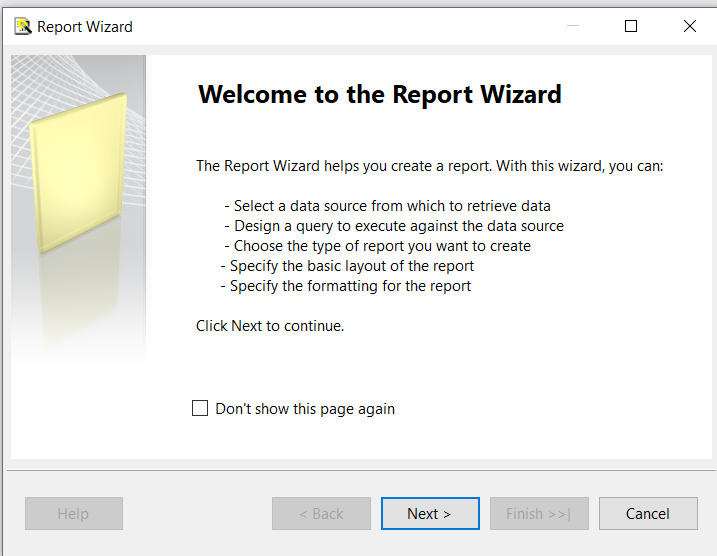 Report Wizard
Welcome to the Report Wizard
The Report Wizard helps you create a report. With this wizard, you can:
- Select a data source from which to retrieve data
- Design a query to execute against the data source
- Choose the type of report you want to create
- Specify the basic layout of the report
- Specify the formatting for the report
Click Next to continue.
Don't show this page again
Help
< Back
Next >
Finish >>|
Cancel